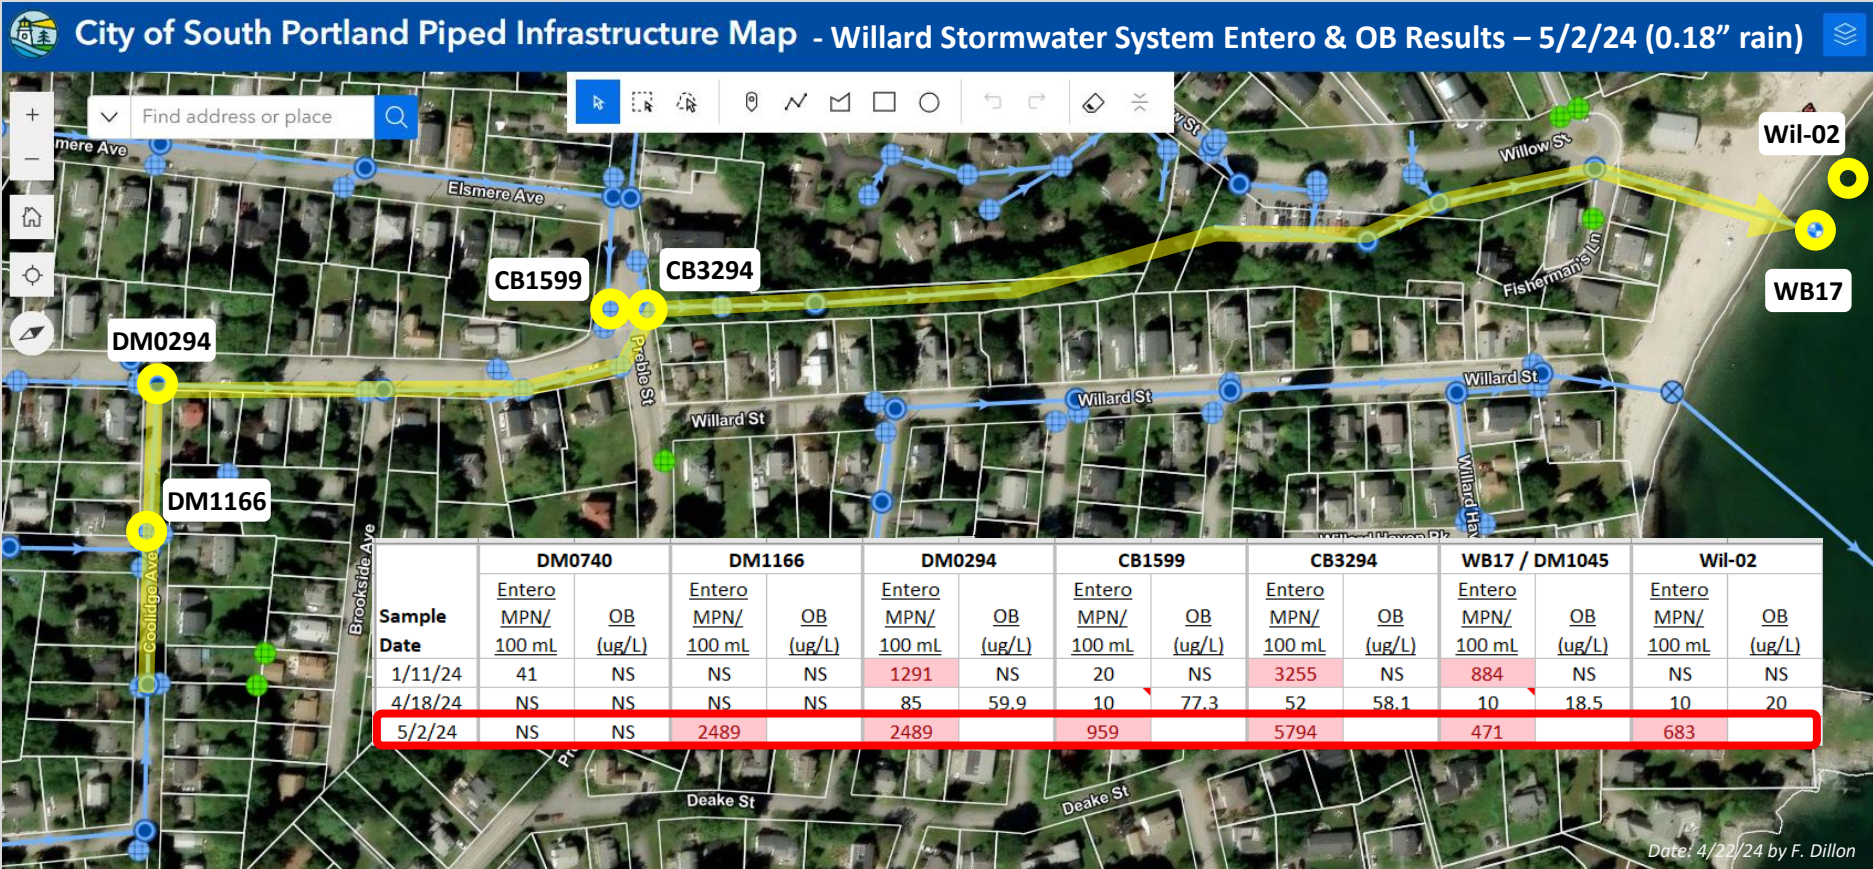 City of South Portland Piped Infrastructure Map - Willard Stormwater System Entero & OB Results – 5/2/24 (0.18” rain)
+
Find address or place
−
mere Ave
Elsmere Ave
w St
Willow St
Wil-02
WB17
Fisherman's Ln
CB1599
CB3294
DM0294
Preble St
Willard St
Willard St
Willard St
DM1166
Coolidge Ave
Brookside Ave
Willard Ha
Willard Haven Rk
DM0740 DM1166 DM0294 CB1599 CB3294 WB17 / DM1045 Wil-02
Entero Entero Entero Entero Entero Entero Entero
Sample MPN/ OB MPN/ OB MPN/ OB MPN/ OB MPN/ OB MPN/ OB MPN/ OB
Date 100 mL (ug/L) 100 mL (ug/L) 100 mL (ug/L) 100 mL (ug/L) 100 mL (ug/L) 100 mL (ug/L) 100 mL (ug/L)
1/11/24 41 NS NS NS 1291 NS 20 NS 3255 NS 884 NS NS NS
4/18/24 NS NS NS NS 85 59.9 10 77.3 52 58.1 10 18.5 10 20
5/2/24 NS NS 2489 2489 959 5794 471 683
Pr
Deake St
Deake St
Date: 4/22/24 by F. Dillon